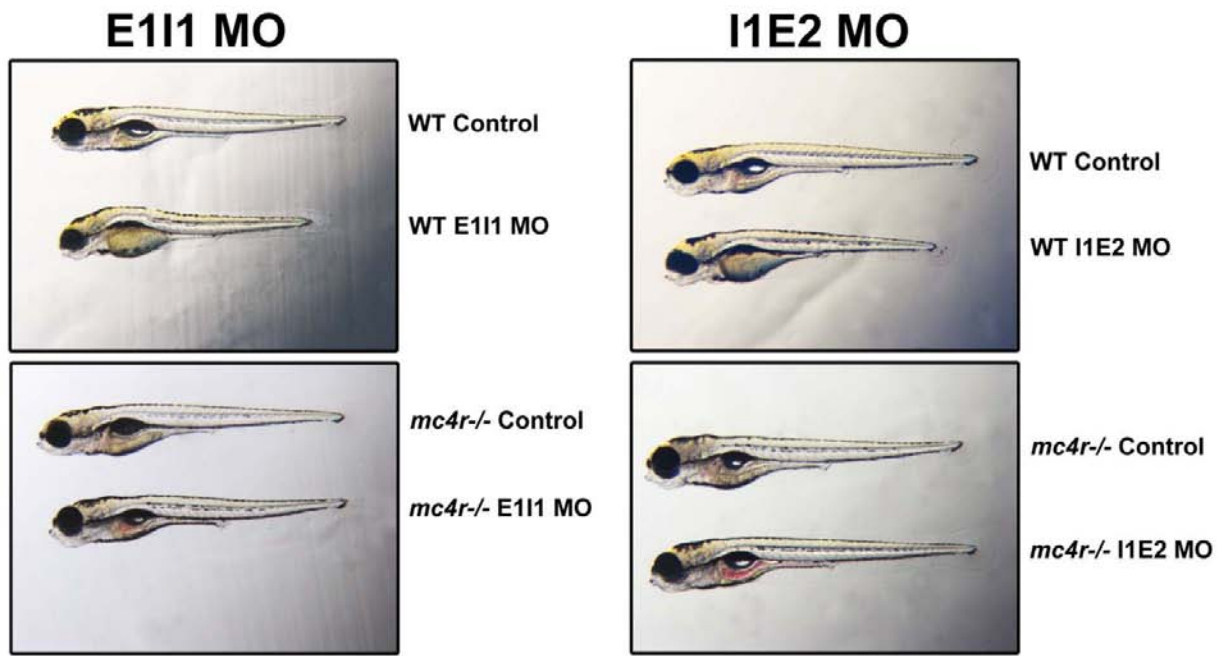 E1I1 MO
WT Control
WT E1I1 MO
mc4r-/- Control
mc4r-/- E1I1 MO
I1E2 MO
WT Control
WT I1E2 MO
mc4r-/- Control
mc4r-/- I1E2 MO